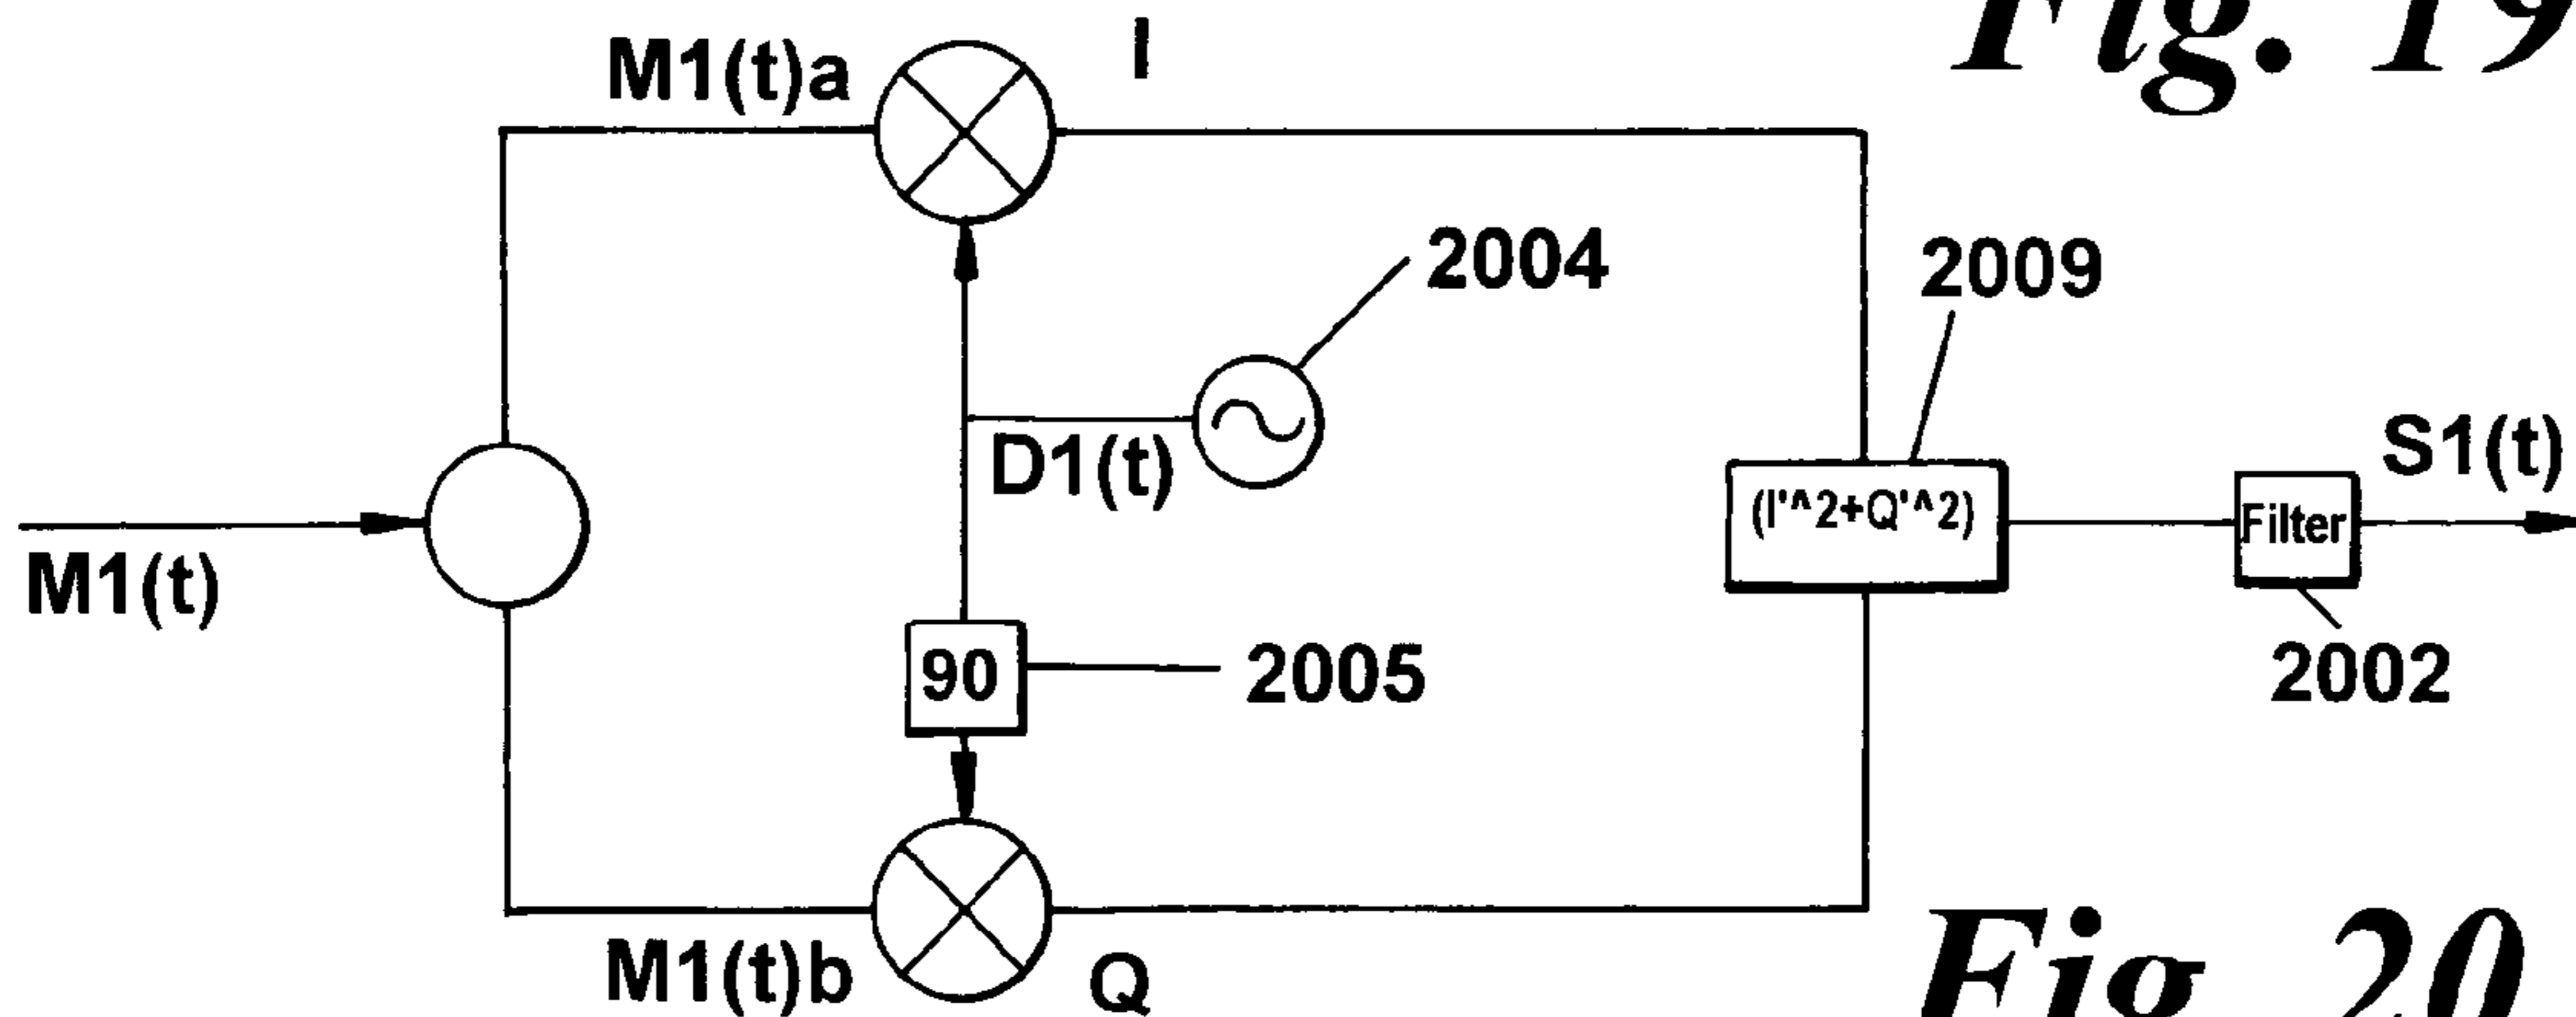 Fig. 19
M1(t)a
I
2004
2009
D1(t)
S1(t)
(I'^2+Q'^2)
Filter
M1(t)
90
2005
2002
M1(t)b
Q
Fig. 20